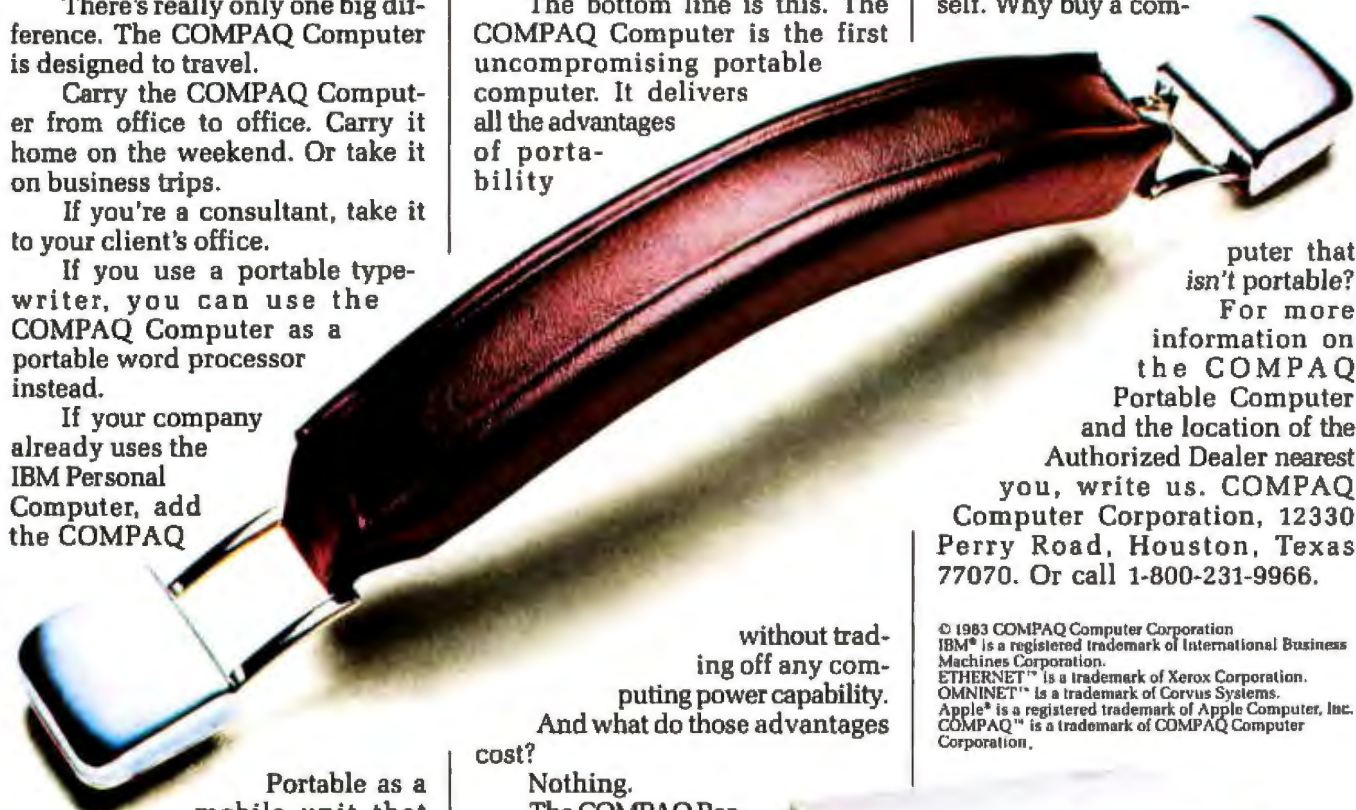 There's really only one big dif-
ference. The COMPAQ Computer
is designed to travel.
Carry the COMPAQ Comput-
er from office to office. Carry it
home on the weekend. Or take it
on business trips.
If you're a consultant, take it
to your client's office.
If you use a portable type-
writer, you can use the
COMPAQ Computer as a
portable word processor
instead.
If your company
already uses the
IBM Personal
Computer, add
the COMPAQ
Portable as a
mobile unit that
The bottom line is this. The
COMPAQ Computer is the first
uncompromising portable
computer. It delivers
all the advantages
of porta-
bility
without trad-
ing off any com-
puting power capability.
And what do those advantages
cost?
Nothing.
The COMPAQ Por-
self. Why buy a com-
puter that
isn't portable?
For more
information on
the COMPAQ
Portable Computer
and the location of the
Authorized Dealer nearest
you, write us. COMPAQ
Computer Corporation, 12330
Perry Road, Houston, Texas
77070. Or call 1-800-231-9966.
© 1983 COMPAQ Computer Corporation
IBM® is a registered trademark of International Business
Machines Corporation.
ETHERNET™ is a trademark of Xerox Corporation.
OMNINET™ is a trademark of Corvus Systems.
Apple® is a registered trademark of Apple Computer, Inc.
COMPAQ™ is a trademark of COMPAQ Computer
Corporation.